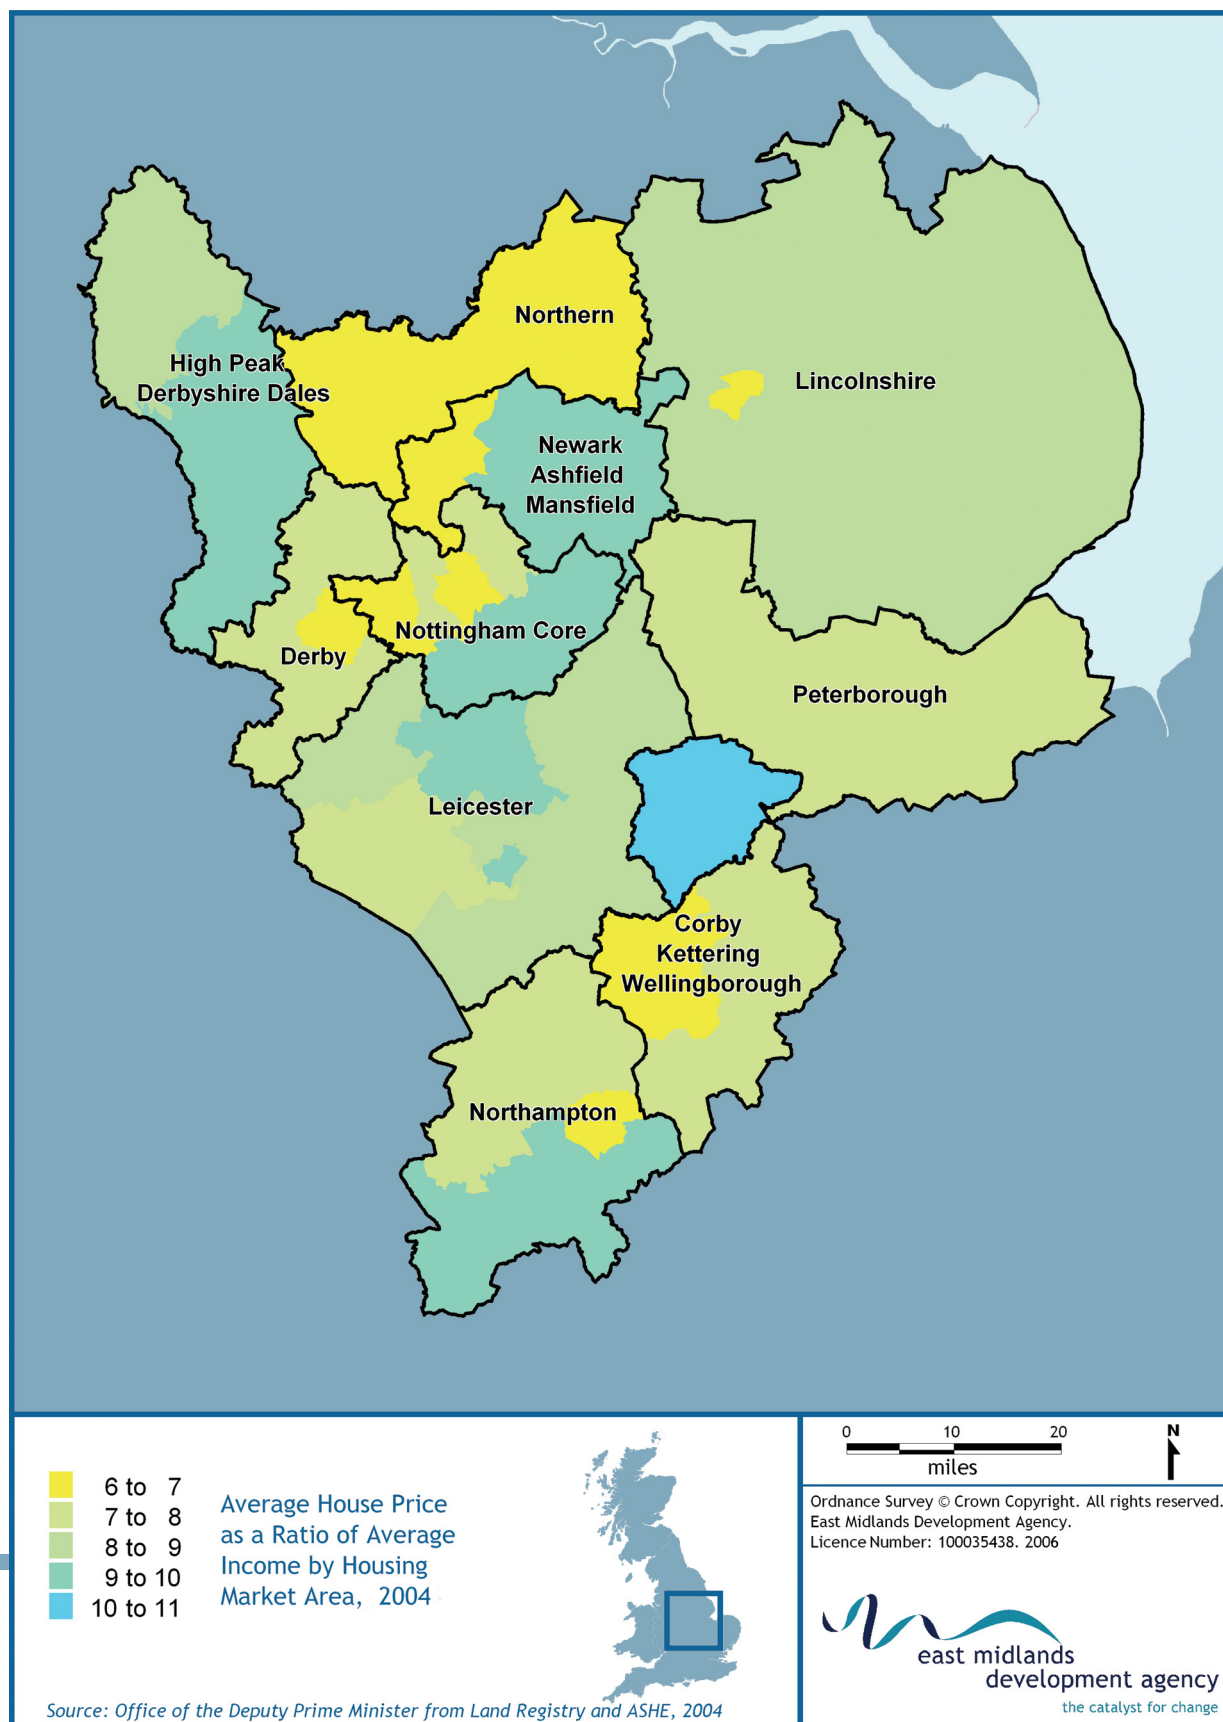 Northern
High Peak
Derbyshire Dales
Lincolnshire
Newark
Ashfield
Mansfield
Nottingham Core
Derby
Peterborough
Leicester
Corby
Kettering
Wellingborough
Northampton
6 to 7
7 to 8
8 to 9
9 to 10
10 to 11
Average House Price
as a Ratio of Average
Income by Housing
Market Area, 2004
Source: Office of the Deputy Prime Minister from Land Registry and ASHE, 2004
0 10 20
miles
N
Ordnance Survey © Crown Copyright. All rights reserved.
East Midlands Development Agency.
Licence Number: 100035438. 2006
east midlands
development agency
the catalyst for change